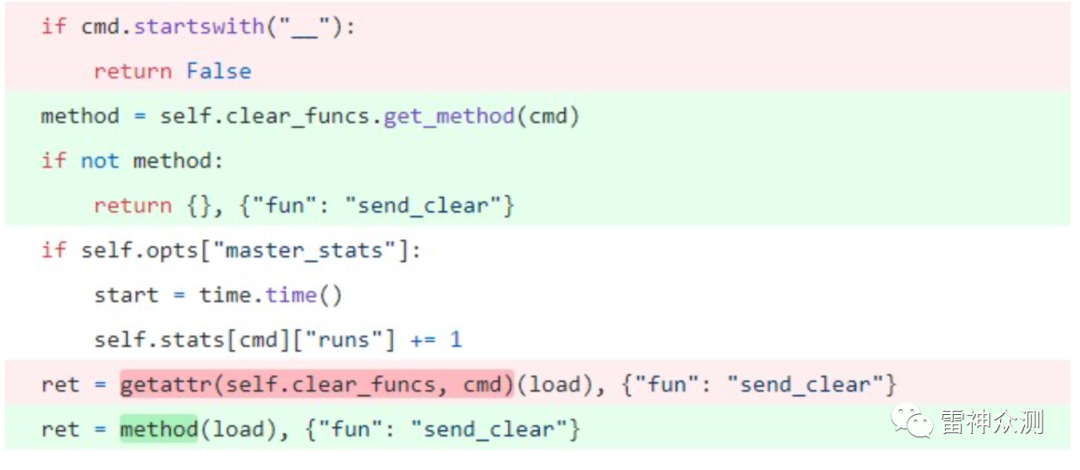 if cmd.startswith("__"):
    return False
method = self.clear_funcs.get_method(cmd)
if not method:
    return {}, {"fun": "send_clear"}
if self.opts["master_stats"]:
    start = time.time()
    self.stats[cmd]["runs"] += 1
ret = getattr(self.clear_funcs, cmd)(load), {"fun": "send_clear"}
ret = method(load), {"fun": "send_clear"}
雷神众测